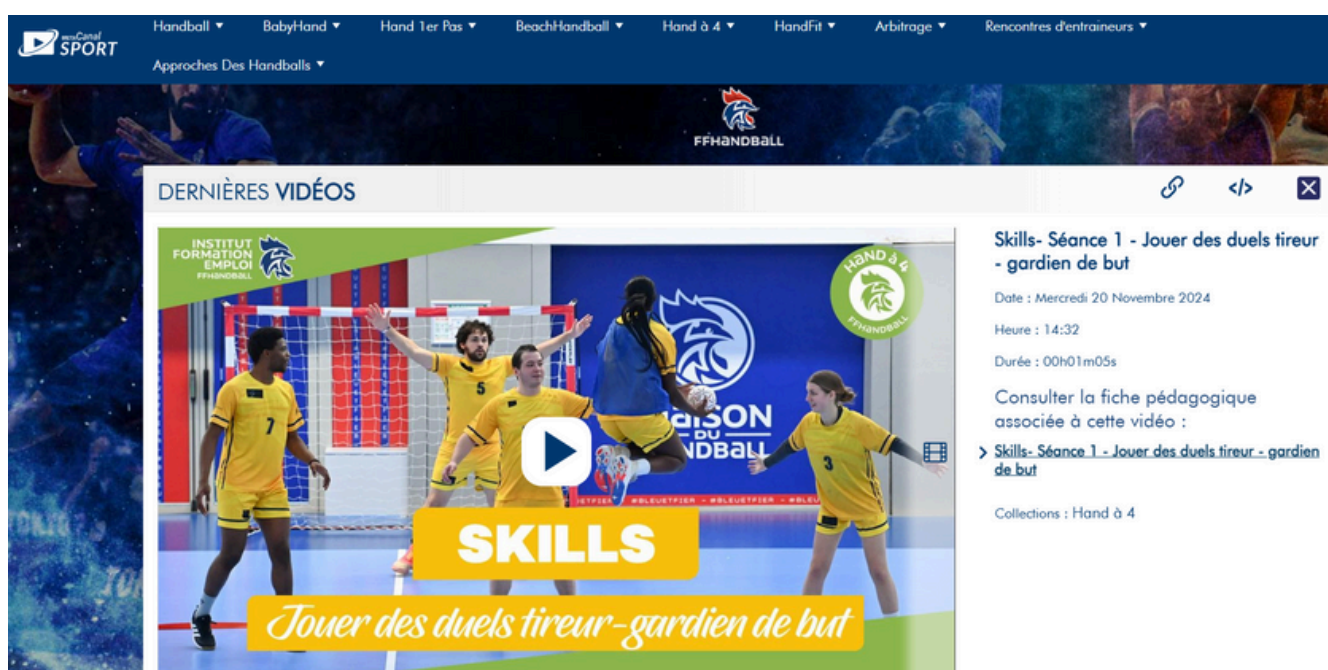 Handball ▼ BabyHand ▼ Hand 1er Pas ▼ BeachHandball ▼ Hand à 4 ▼ HandFit ▼ Arbitrage ▼ Rencontres d'entraineurs ▼
Canal
SPORT
Approches Des Handballs ▼
FFHANDBALL
DERNIÈRES VIDÉOS
</>
INSTITUT
FORMATION
EMPLOI
FFHANDBALL
HAND à 4
FFHANDBALL
5
7
3
MAISON
DU
HANDBALL
#BLEUETFIER - #BLEUETFIER - #BLEU
SKILLS
Jouer des duels tireur-gardien de but
Skills- Séance 1 - Jouer des duels tireur
- gardien de but
Date : Mercredi 20 Novembre 2024
Heure : 14:32
Durée : 00h01m05s
Consulter la fiche pédagogique
associée à cette vidéo :
Skills- Séance 1 - Jouer des duels tireur - gardien
de but
Collections : Hand à 4